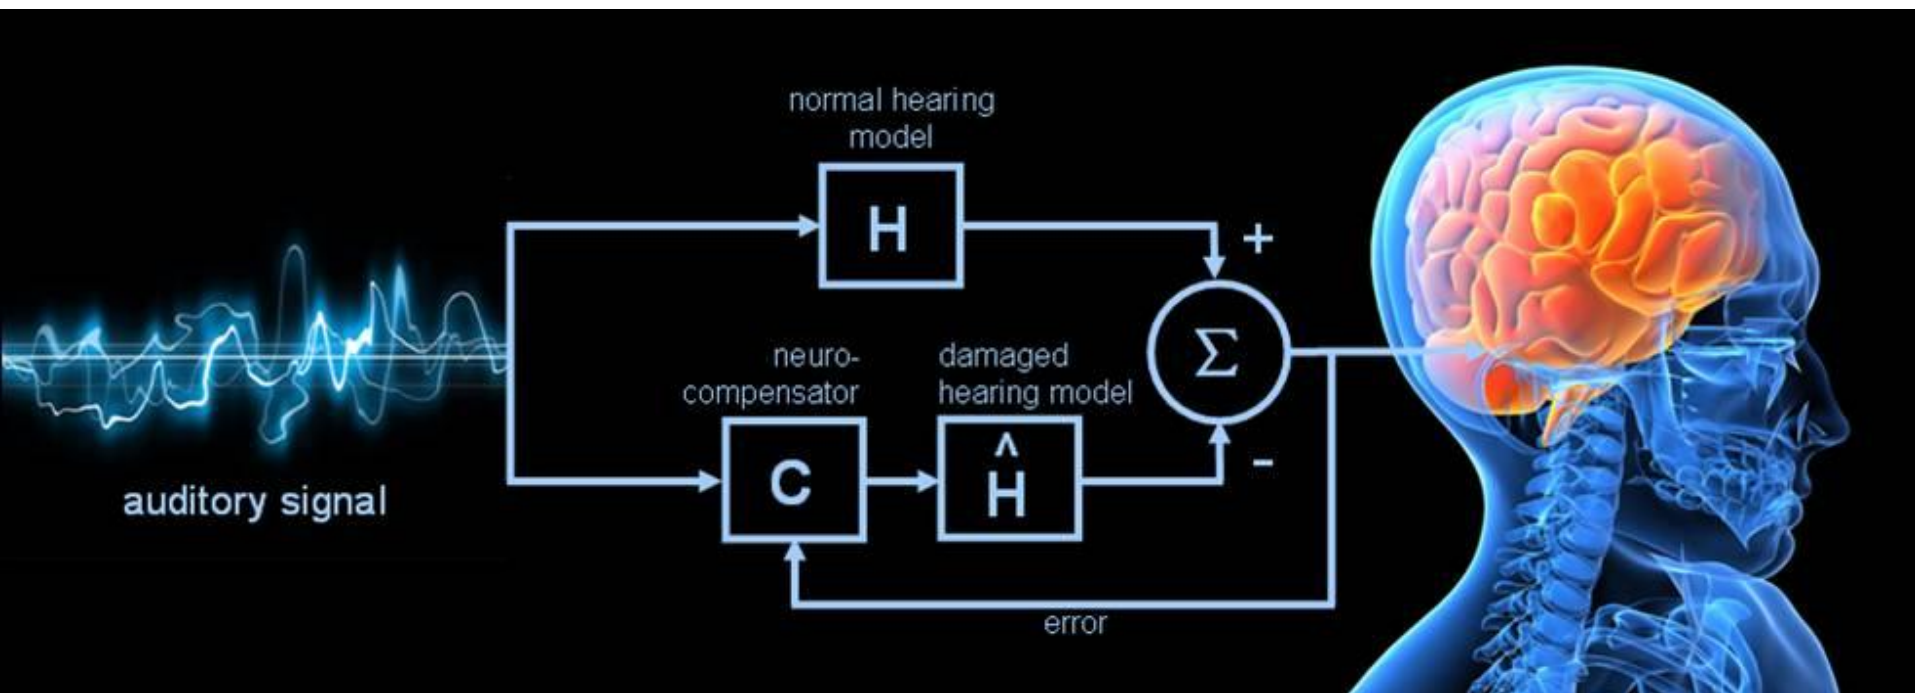 normal hearing
model
H
+
Σ
neuro-
compensator
damaged
hearing model
C
Ĥ
-
auditory signal
error